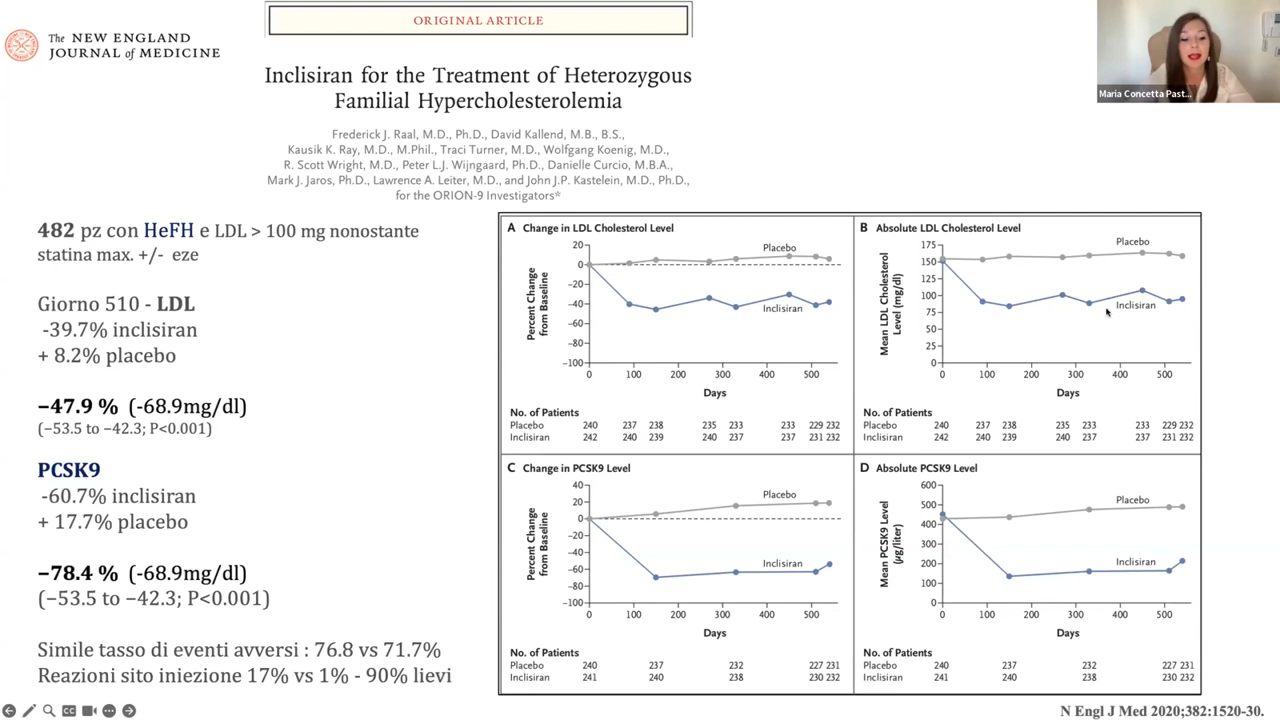 The NEW ENGLAND
JOURNAL of MEDICINE
ORIGINAL ARTICLE
Inclisiran for the Treatment of Heterozygous
Familial Hypercholesterolemia
Frederick J. Raal, M.D., Ph.D., David Kallend, M.B., B.S.,
Kausik K. Ray, M.D., M.Phil., Traci Turner, M.D., Wolfgang Koenig, M.D.,
R. Scott Wright, M.D., Peter L.J. Wijngaard, Ph.D., Danielle Curcio, M.B.A.,
Mark J. Jaros, Ph.D., Lawrence A. Leiter, M.D., and John J.P. Kastelein, M.D., Ph.D.,
for the ORION-9 Investigators*
Maria Concetta Past...
482 pz con HeFH e LDL > 100 mg nonostante
statina max. +/- eze
Giorno 510 - LDL
-39.7% inclisiran
+ 8.2% placebo
−47.9 % (-68.9mg/dl)
(−53.5 to −42.3; P<0.001)
PCSK9
-60.7% inclisiran
+ 17.7% placebo
−78.4 % (-68.9mg/dl)
(−53.5 to −42.3; P<0.001)
Simile tasso di eventi avversi : 76.8 vs 71.7%
Reazioni sito iniezione 17% vs 1% - 90% lievi
A Change in LDL Cholesterol Level
Percent Change
from Baseline
20
0
−20
−40
−60
−80
−100
Placebo
Inclisiran
0 100 200 300 400 500
Days
No. of Patients
Placebo 240 237 238 235 233 233 229 232
Inclisiran 242 240 239 240 237 237 231 232
B Absolute LDL Cholesterol Level
Mean LDL Cholesterol
Level (mg/dl)
175
150
125
100
75
50
25
0
Placebo
Inclisiran
0 100 200 300 400 500
Days
No. of Patients
Placebo 240 237 238 235 233 233 229 232
Inclisiran 242 240 239 240 237 237 231 232
C Change in PCSK9 Level
Percent Change
from Baseline
40
20
0
−20
−40
−60
−80
−100
Placebo
Inclisiran
0 100 200 300 400 500
Days
No. of Patients
Placebo 240 237 232 227 231
Inclisiran 241 240 238 230 232
D Absolute PCSK9 Level
Mean PCSK9 Level
(µg/liter)
600
500
400
300
200
100
0
Placebo
Inclisiran
0 100 200 300 400 500
Days
No. of Patients
Placebo 240 237 232 227 231
Inclisiran 241 240 238 230 232
N Engl J Med 2020;382:1520-30.